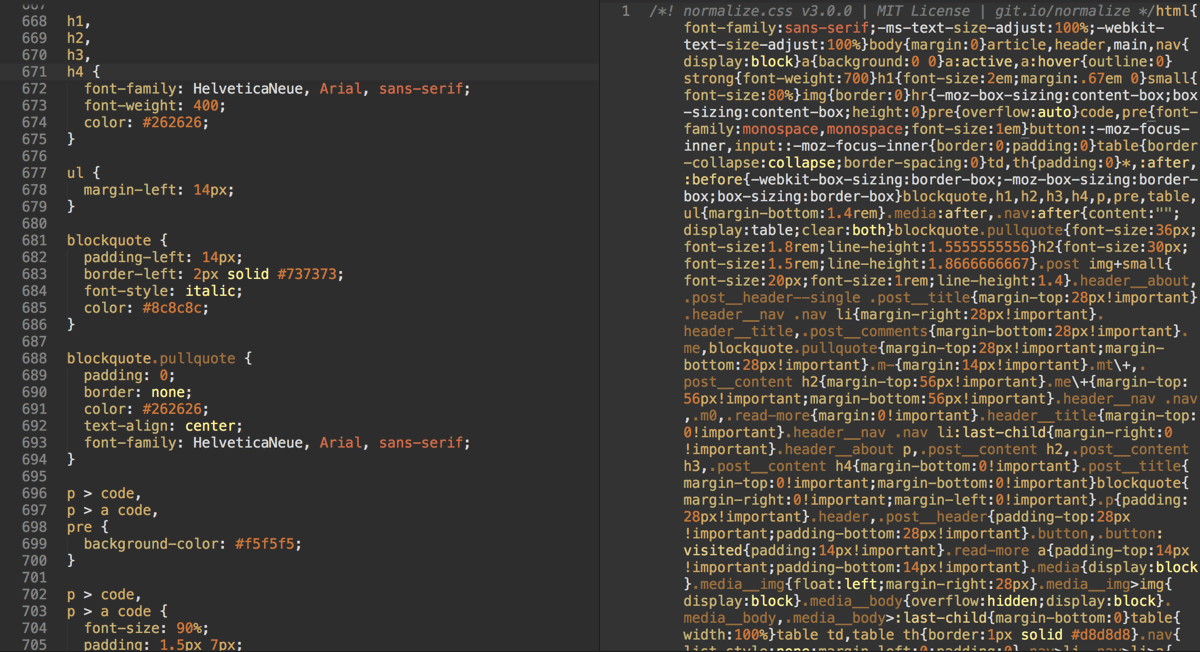 667
668 h1,
669 h2,
670 h3,
671 h4 {
672 font-family: HelveticaNeue, Arial, sans-serif;
673 font-weight: 400;
674 color: #262626;
675 }
676
677 ul {
678 margin-left: 14px;
679 }
680
681 blockquote {
682 padding-left: 14px;
683 border-left: 2px solid #737373;
684 font-style: italic;
685 color: #8c8c8c;
686 }
687
688 blockquote.pullquote {
689 padding: 0;
690 border: none;
691 color: #262626;
692 text-align: center;
693 font-family: HelveticaNeue, Arial, sans-serif;
694 }
695
696 p > code,
697 p > a code,
698 pre {
699 background-color: #f5f5f5;
700 }
701
702 p > code,
703 p > a code {
704 font-size: 90%;
705 padding: 1.5px 7px;
1 /*! normalize.css v3.0.0 | MIT License | git.io/normalize */html{
font-family:sans-serif;-ms-text-size-adjust:100%;-webkit-
text-size-adjust:100%}body{margin:0}article,header,main,nav{
display:block}a{background:0 0}a:active,a:hover{outline:0}
strong{font-weight:700}h1{font-size:2em;margin:.67em 0}small{
font-size:80%}img{border:0}hr{-moz-box-sizing:content-box;box
-sizing:content-box;height:0}pre{overflow:auto}code,pre{font-
family:monospace,monospace;font-size:1em}button::-moz-focus-
inner,input::-moz-focus-inner{border:0;padding:0}table{border
-collapse:collapse;border-spacing:0}td,th{padding:0}*,:after,
:before{-webkit-box-sizing:border-box;-moz-box-sizing:border-
box;box-sizing:border-box}blockquote,h1,h2,h3,h4,p,pre,table,
ul{margin-bottom:1.4rem}.media:after,.nav:after{content:"";
display:table;clear:both}blockquote.pullquote{font-size:36px;
font-size:1.8rem;line-height:1.5555555556}h2{font-size:30px;
font-size:1.5rem;line-height:1.8666666667}.post img+small{
font-size:20px;font-size:1rem;line-height:1.4}.header__about,
.post__header--single .post__title{margin-top:28px!important}
.header__nav .nav li{margin-right:28px!important}.
header__title,.post__comments{margin-bottom:28px!important}.
me,blockquote.pullquote{margin-top:28px!important;margin-
bottom:28px!important}.m-{margin:14px!important}.mt\+,.
post__content h2{margin-top:56px!important}.me\+{margin-top:
56px!important;margin-bottom:56px!important}.header__nav .nav
,.m0,.read-more{margin:0!important}.header__title{margin-top:
0!important}.header__nav .nav li:last-child{margin-right:0
!important}.header__about p,.post__content h2,.post__content
h3,.post__content h4{margin-bottom:0!important}.post__title{
margin-top:0!important;margin-bottom:0!important}blockquote{
margin-right:0!important;margin-left:0!important}.p{padding:
28px!important}.header,.post__header{padding-top:28px
!important;padding-bottom:28px!important}.button,.button:
visited{padding:14px!important}.read-more a{padding-top:14px
!important;padding-bottom:14px!important}.media{display:block
}.media__img{float:left;margin-right:28px}.media__img>img{
display:block}.media__body{overflow:hidden;display:block}.
media__body,.media__body>:last-child{margin-bottom:0}table{
width:100%}table td,table th{border:1px solid #d8d8d8}.nav{
list-style:none;margin-left:0;padding:0}.nav>li,.nav>li>a{